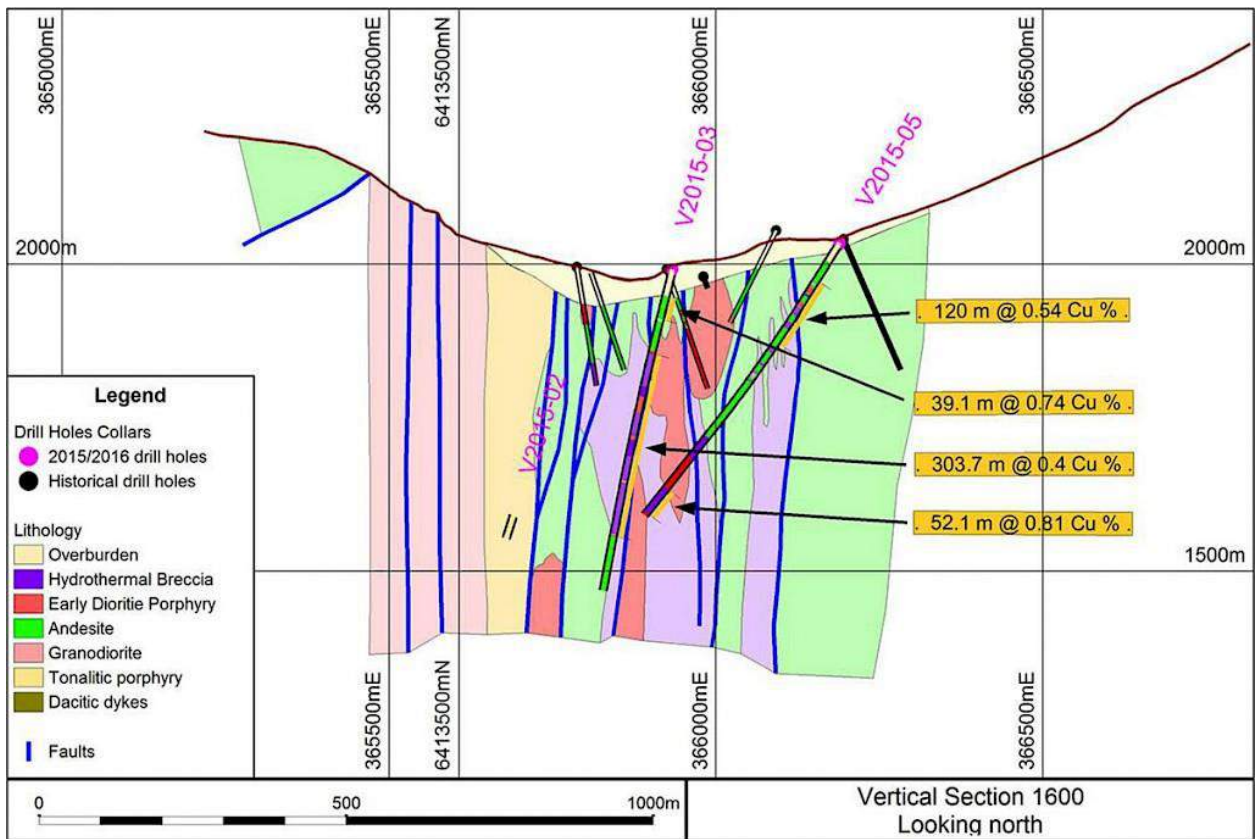 365000mE
365500mE
6413500mN
366000mE
366500mE
V2015-03
V2015-05
2000m
2000m
. 120 m @ 0.54 Cu % .
. 39.1 m @ 0.74 Cu % .
V2015-02
. 303.7 m @ 0.4 Cu % .
. 52.1 m @ 0.81 Cu % .
1500m
Legend
Drill Holes Collars
2015/2016 drill holes
Historical drill holes
Lithology
Overburden
Hydrothermal Breccia
Early Dioritie Porphyry
Andesite
Granodiorite
Tonalitic porphyry
Dacitic dykes
Faults
365500mE
6413500mN
366000mE
366500mE
0
500
1000m
Vertical Section 1600
Looking north